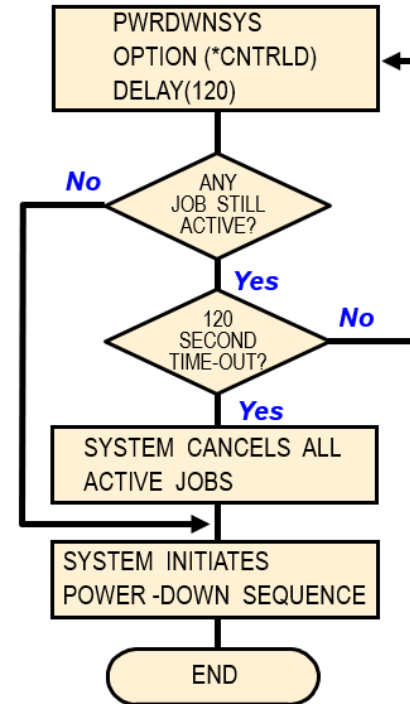 PWRDWNSYS
OPTION (*CNTRLD)
DELAY(120)
No
ANY
JOB STILL
ACTIVE?
Yes
120
SECOND
TIME-OUT?
No
Yes
SYSTEM CANCELS ALL
ACTIVE JOBS
SYSTEM INITIATES
POWER -DOWN SEQUENCE
END